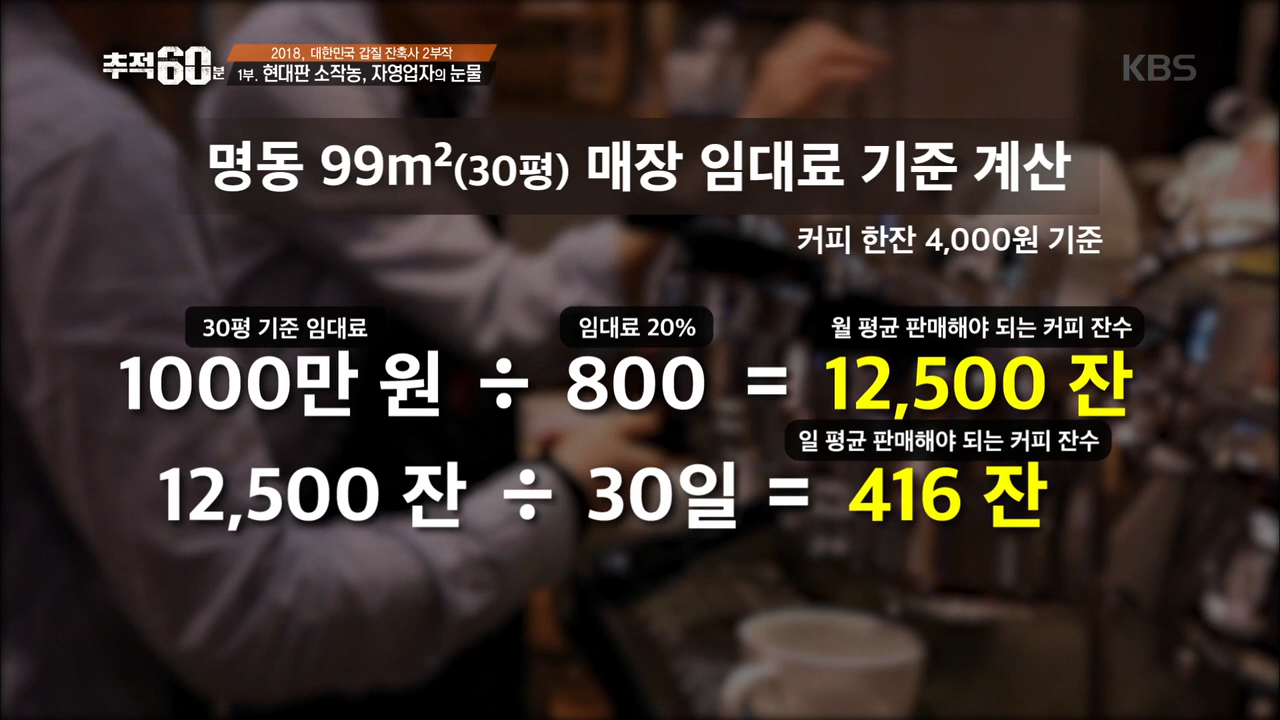 추적60분
2018, 대한민국 갑질 잔혹사 2부작
1부. 현대판 소작농, 자영업자의 눈물
KBS
명동 99m²(30평) 매장 임대료 기준 계산
커피 한잔 4,000원 기준
30평 기준 임대료
임대료 20%
월 평균 판매해야 되는 커피 잔수
1000만 원 ÷ 800 = 12,500 잔
일 평균 판매해야 되는 커피 잔수
12,500 잔 ÷ 30일 = 416 잔